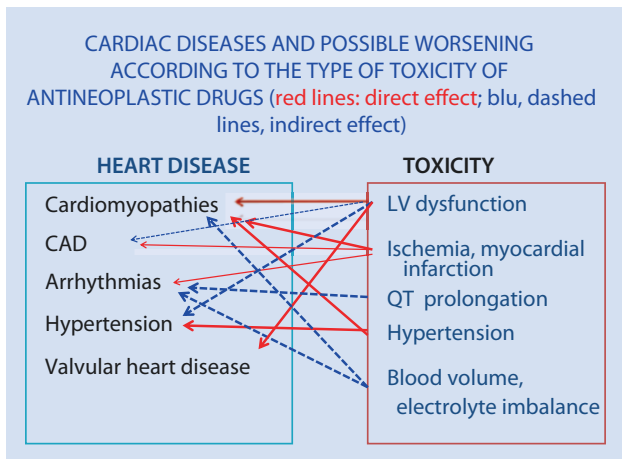 CARDIAC DISEASES AND POSSIBLE WORSENING
ACCORDING TO THE TYPE OF TOXICITY OF
ANTINEOPLASTIC DRUGS (red lines: direct effect; blu, dashed
lines, indirect effect)
HEART DISEASE
Cardiomyopathies
CAD
Arrhythmias
Hypertension
Valvular heart disease
TOXICITY
LV dysfunction
Ischemia, myocardial
infarction
QT prolongation
Hypertension
Blood volume,
electrolyte imbalance